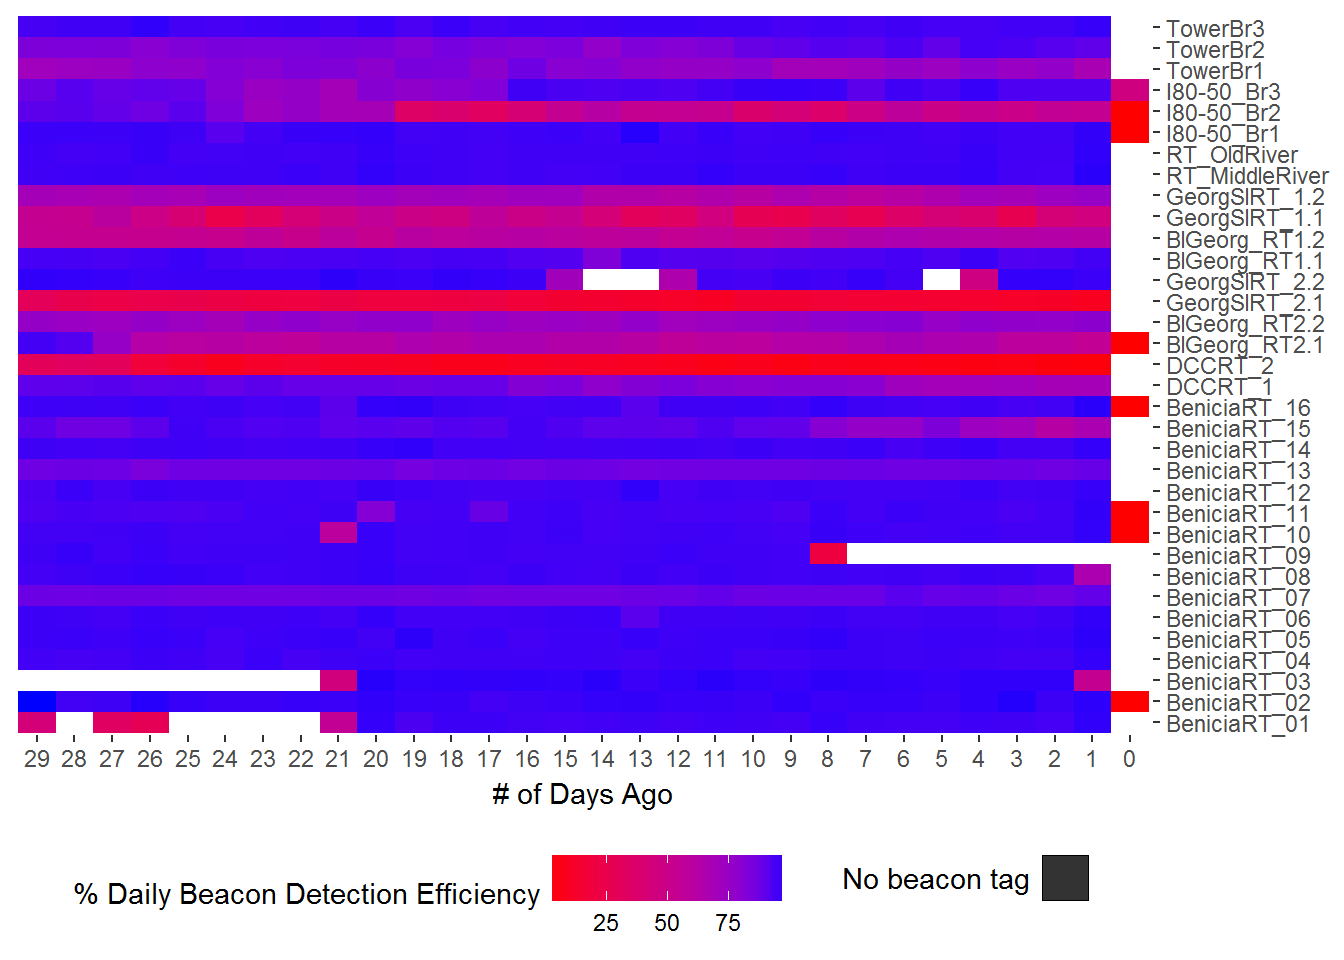 TowerBr3
TowerBr2
TowerBr1
I80-50_Br3
I80-50_Br2
I80-50_Br1
RT_OldRiver
RT_MiddleRiver
GeorgSlRT_1.2
GeorgSlRT_1.1
BlGeorg_RT1.2
BlGeorg_RT1.1
GeorgSlRT_2.2
GeorgSlRT_2.1
BlGeorg_RT2.2
BlGeorg_RT2.1
DCCRT_2
DCCRT_1
BeniciaRT_16
BeniciaRT_15
BeniciaRT_14
BeniciaRT_13
BeniciaRT_12
BeniciaRT_11
BeniciaRT_10
BeniciaRT_09
BeniciaRT_08
BeniciaRT_07
BeniciaRT_06
BeniciaRT_05
BeniciaRT_04
BeniciaRT_03
BeniciaRT_02
BeniciaRT_01
29 28 27 26 25 24 23 22 21 20 19 18 17 16 15 14 13 12 11 10 9 8 7 6 5 4 3 2 1 0
# of Days Ago
% Daily Beacon Detection Efficiency
25 50 75
No beacon tag